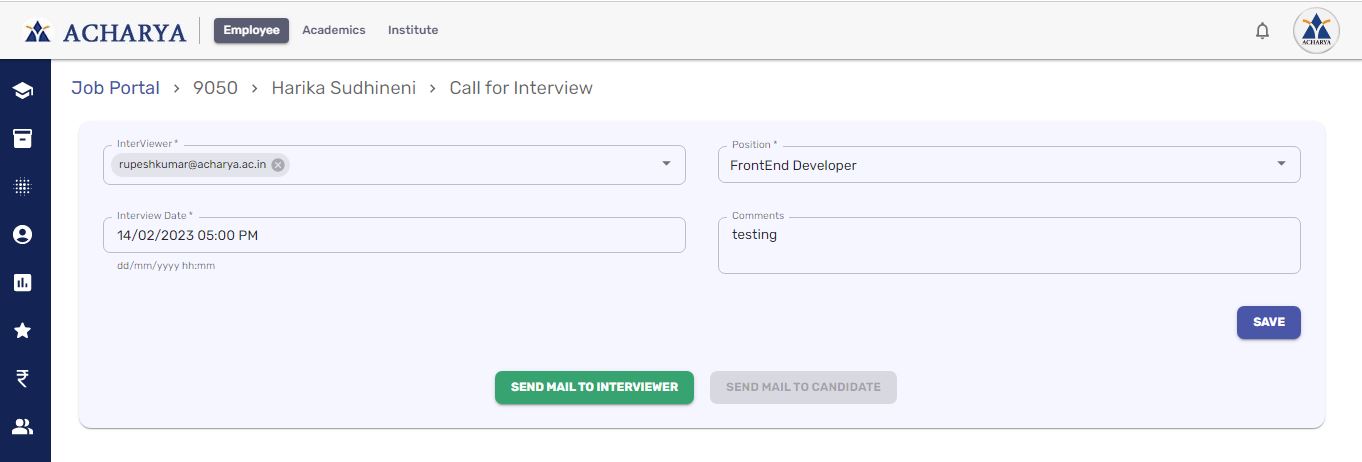 ACHARYA Employee Academics Institute
ACHARYA
Job Portal > 9050 > Harika Sudhineni > Call for Interview
InterViewer *
rupeshkumar@acharya.ac.in
Position *
FrontEnd Developer
Interview Date *
14/02/2023 05:00 PM
dd/mm/yyyy hh:mm
Comments
testing
SAVE
SEND MAIL TO INTERVIEWER
SEND MAIL TO CANDIDATE